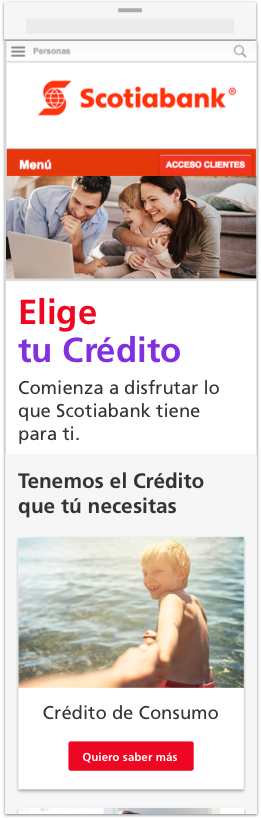 Personas
Scotiabank®
Menú
ACCESO CLIENTES
Elige
tu Crédito
Comienza a disfrutar lo
que Scotiabank tiene
para ti.
Tenemos el Crédito
que tú necesitas
Crédito de Consumo
Quiero saber más